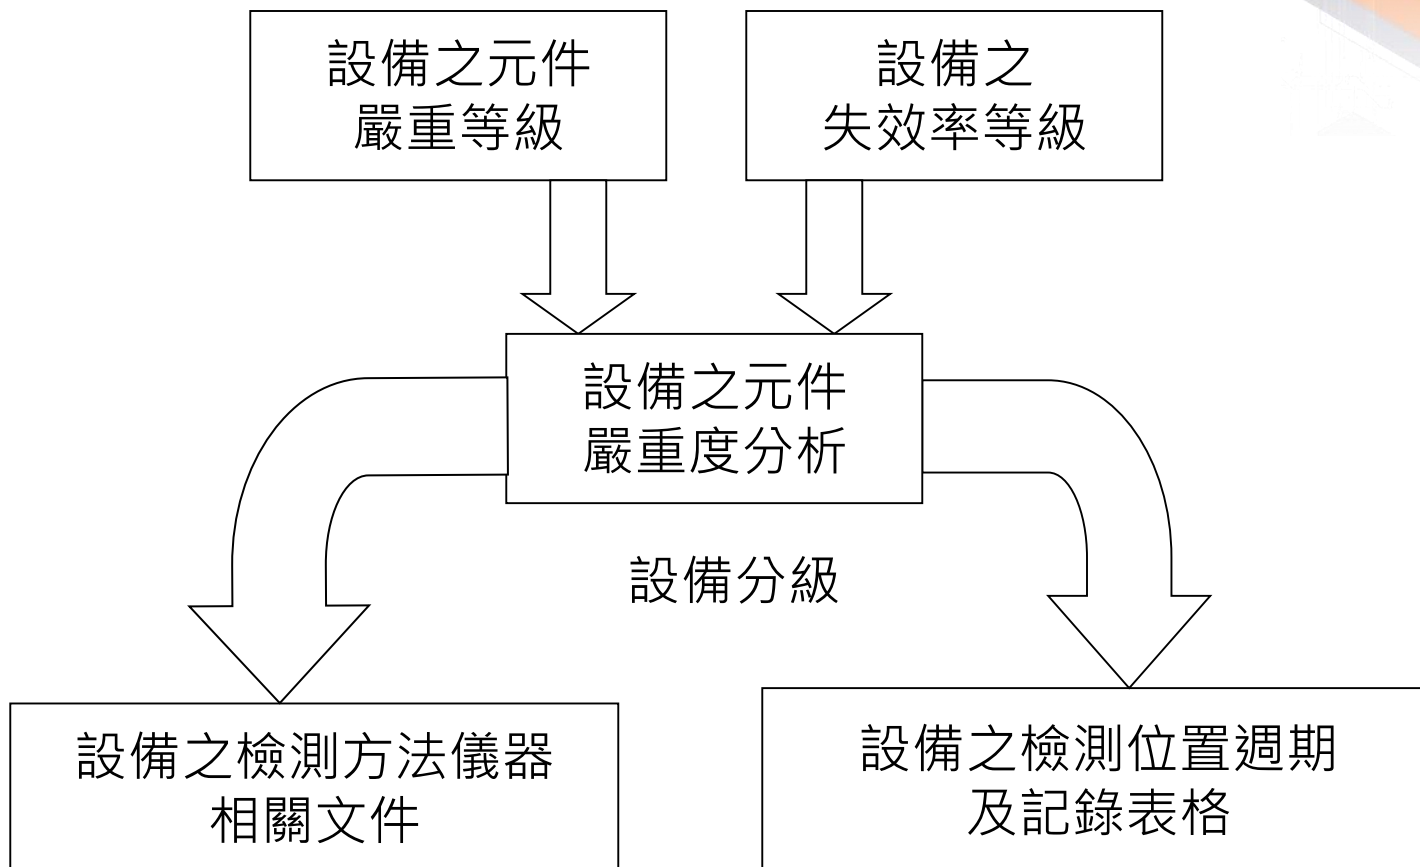 設備之元件
嚴重等級
設備之
失效率等級
設備之元件
嚴重度分析
設備分級
設備之檢測方法儀器
相關文件
設備之檢測位置週期
及記錄表格